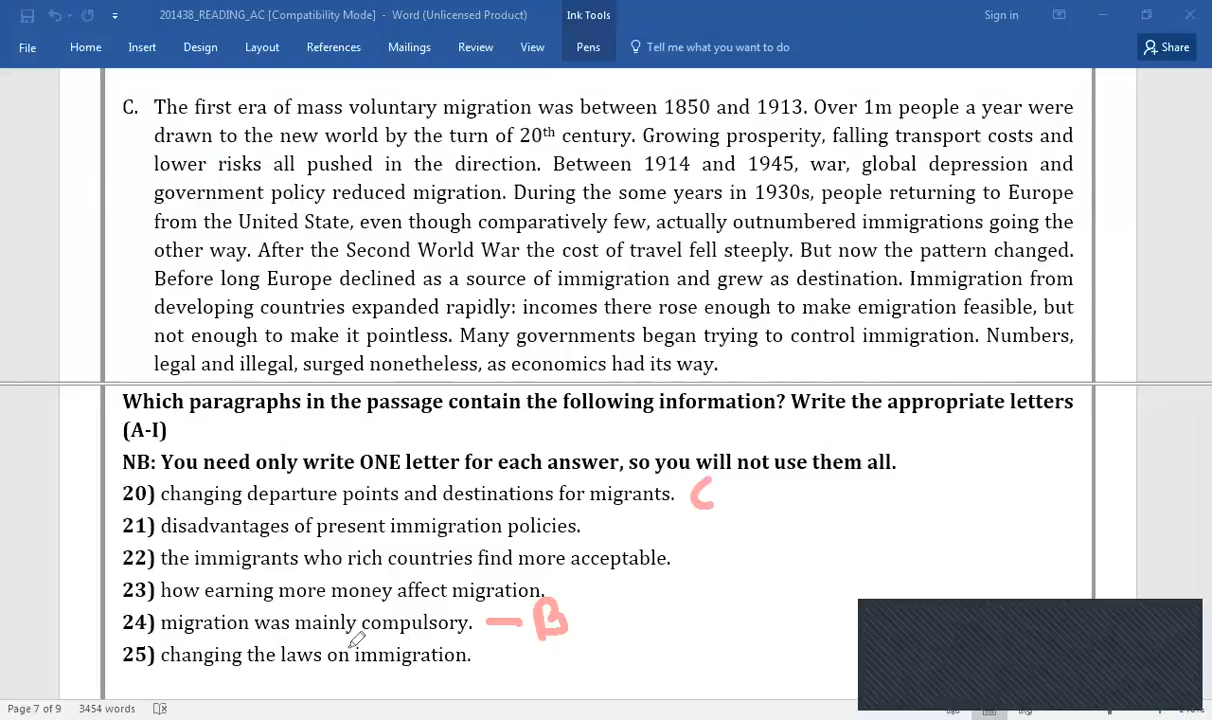 201438_READING_AC [Compatibility Mode] - Word (Unlicensed Product)
Ink Tools
Sign in
File Home Insert Design Layout References Mailings Review View Pens Tell me what you want to do Share
C. The first era of mass voluntary migration was between 1850 and 1913. Over 1m people a year were
drawn to the new world by the turn of 20th century. Growing prosperity, falling transport costs and
lower risks all pushed in the direction. Between 1914 and 1945, war, global depression and
government policy reduced migration. During the some years in 1930s, people returning to Europe
from the United State, even though comparatively few, actually outnumbered immigrations going the
other way. After the Second World War the cost of travel fell steeply. But now the pattern changed.
Before long Europe declined as a source of immigration and grew as destination. Immigration from
developing countries expanded rapidly: incomes there rose enough to make emigration feasible, but
not enough to make it pointless. Many governments began trying to control immigration. Numbers,
legal and illegal, surged nonetheless, as economics had its way.
Which paragraphs in the passage contain the following information? Write the appropriate letters
(A-I)
NB: You need only write ONE letter for each answer, so you will not use them all.
20) changing departure points and destinations for migrants. C
21) disadvantages of present immigration policies.
22) the immigrants who rich countries find more acceptable.
23) how earning more money affect migration.
24) migration was mainly compulsory. — B
25) changing the laws on immigration.
Page 7 of 9 3454 words